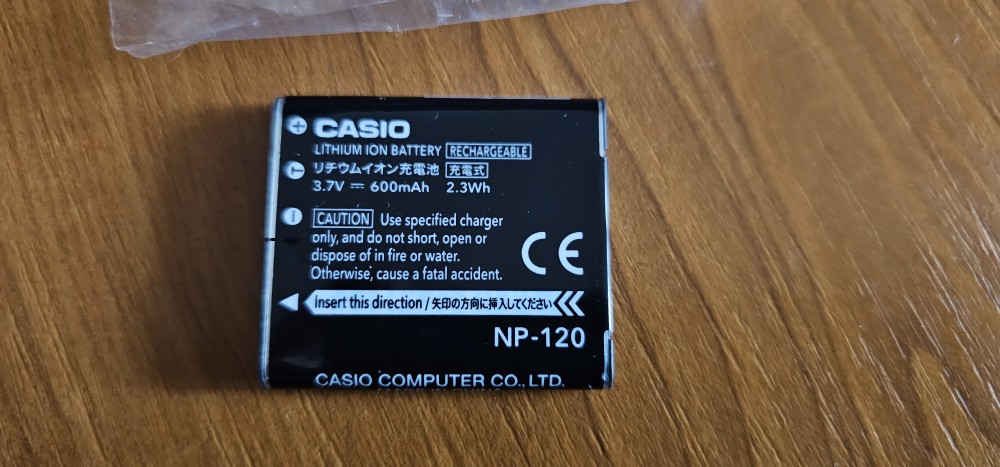 CASIO
LITHIUM ION BATTERY RECHARGEABLE
リチウムイオン充電池 充電式
3.7V ⎓ 600mAh 2.3Wh
CAUTION Use specified charger
only, and do not short, open or
dispose of in fire or water.
Otherwise, cause a fatal accident.
CE
Insert this direction / 矢印の方向に挿入してください
NP-120
CASIO COMPUTER CO., LTD.